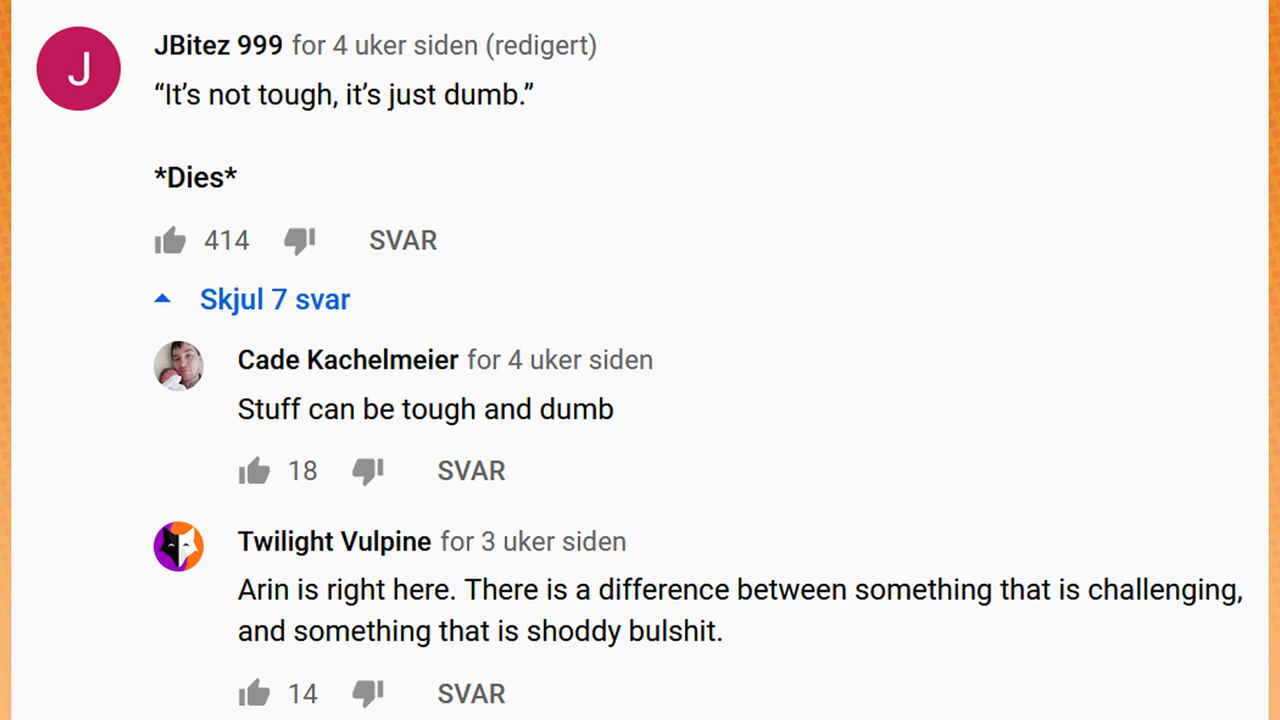 J
JBitez 999 for 4 uker siden (redigert)
“It’s not tough, it’s just dumb.”
*Dies*
414 SVAR
Skjul 7 svar
Cade Kachelmeier for 4 uker siden
Stuff can be tough and dumb
18 SVAR
Twilight Vulpine for 3 uker siden
Arin is right here. There is a difference between something that is challenging,
and something that is shoddy bulshit.
14 SVAR